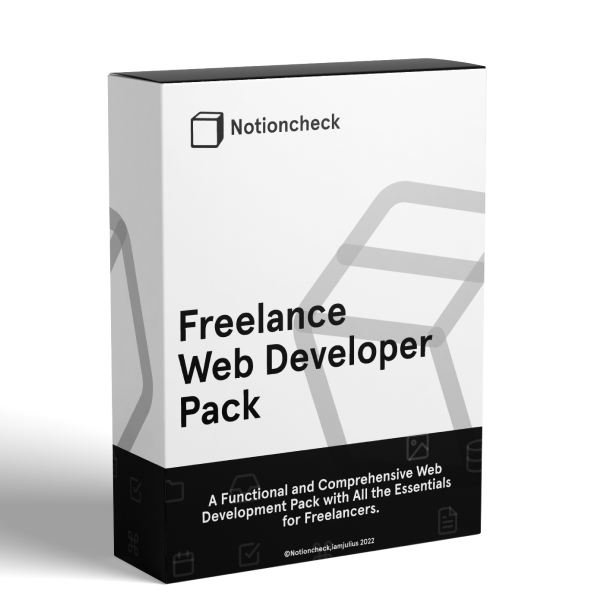 Notioncheck
Freelance
Web Developer
Pack
A Functional and Comprehensive Web
Development Pack with All the Essentials
for Freelancers.
©Notioncheck,iamjulius 2022